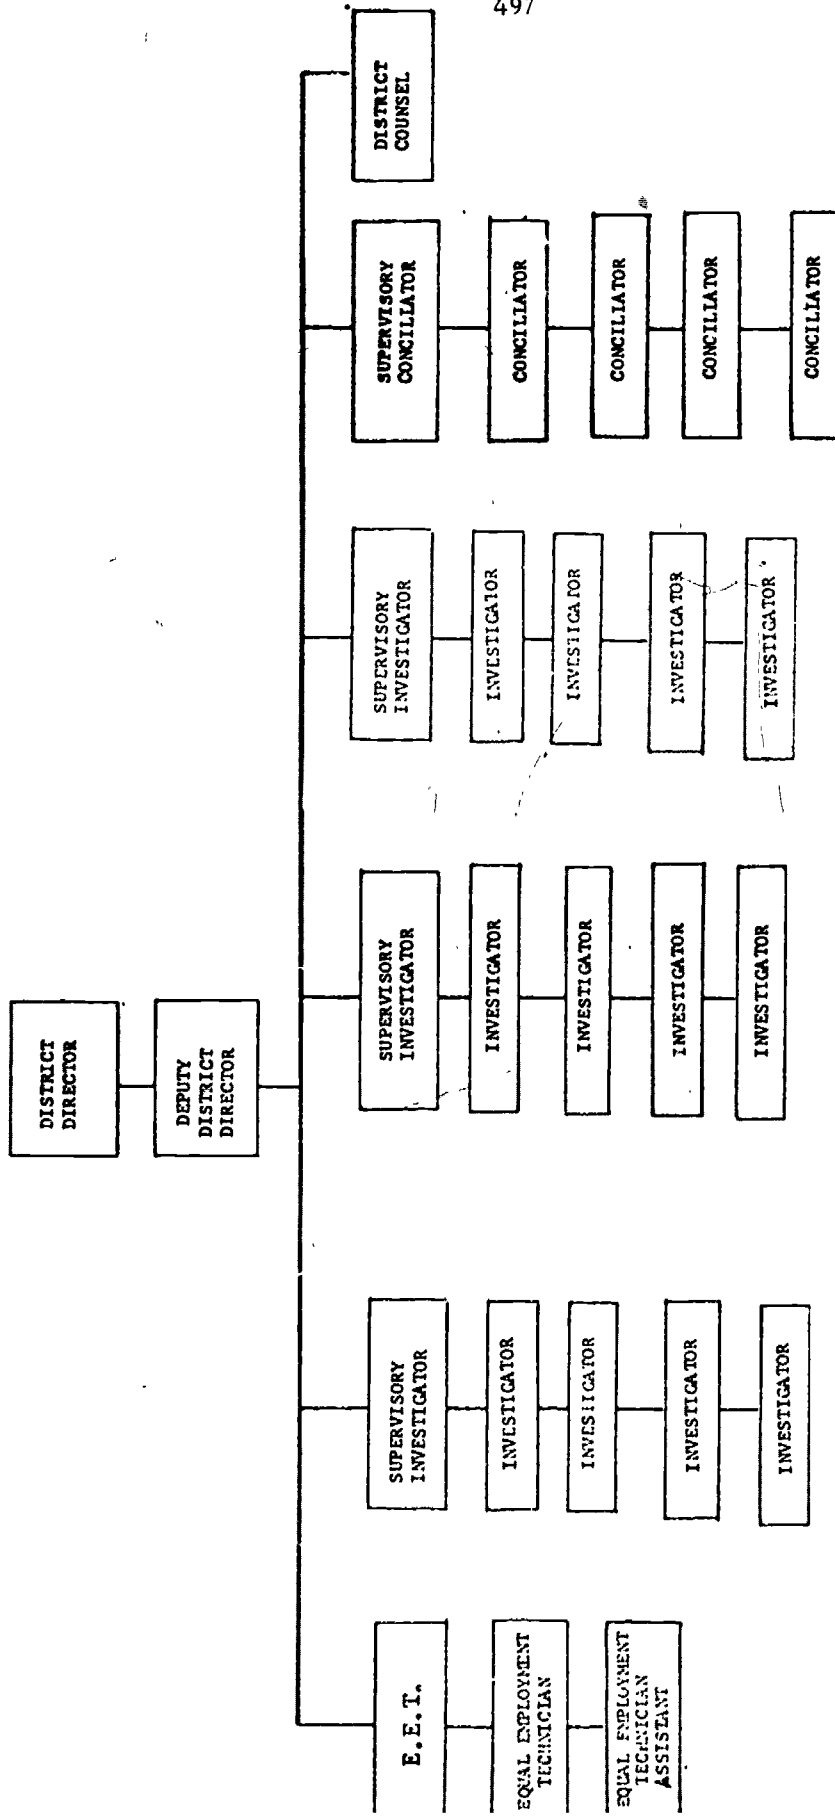 497
DISTRICT
DIRECTOR
DEPUTY
DISTRICT
DIRECTOR
E.E.T.
EQUAL EMPLOYMENT
TECHNICIAN
EQUAL EMPLOYMENT
TECHNICIAN
ASSISTANT
SUPERVISORY
INVESTIGATOR
INVESTIGATOR
INVESTIGATOR
INVESTIGATOR
INVESTIGATOR
SUPERVISORY
INVESTIGATOR
INVESTIGATOR
INVESTIGATOR
INVESTIGATOR
INVESTIGATOR
SUPERVISORY
INVESTIGATOR
INVESTIGATOR
INVESTIGATOR
INVESTIGATOR
INVESTIGATOR
SUPERVISORY
CONCILIATOR
CONCILIATOR
CONCILIATOR
CONCILIATOR
CONCILIATOR
DISTRICT
COUNSEL